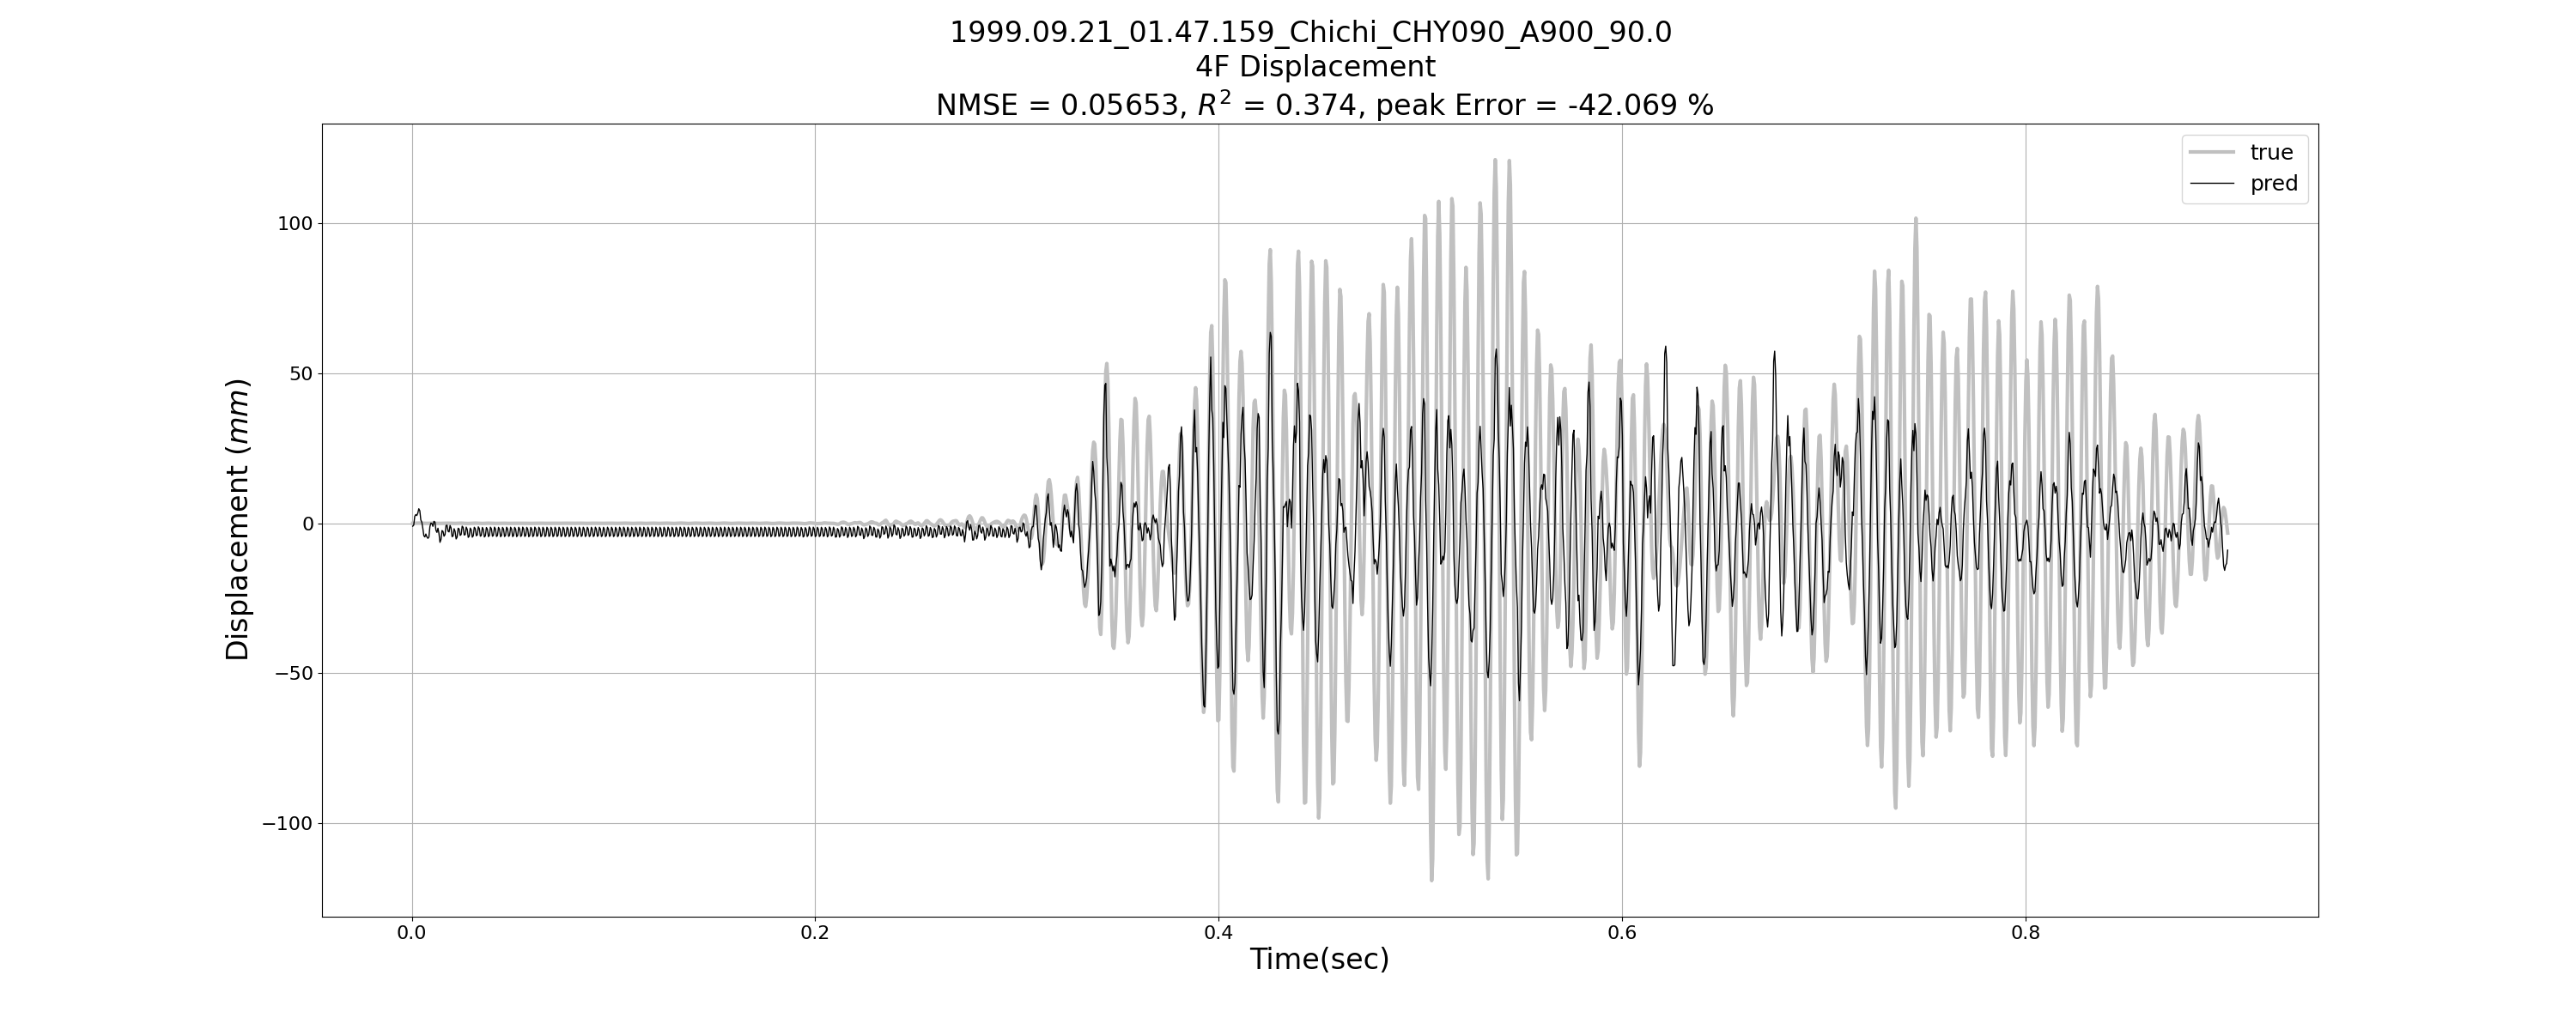 1999.09.21_01.47.159_Chichi_CHY090_A900_90.0
4F Displacement
NMSE = 0.05653, R² = 0.374, peak Error = -42.069 %
true
pred
Displacement (mm)
100
50
0
−50
−100
0.0
0.2
0.4
0.6
0.8
Time(sec)